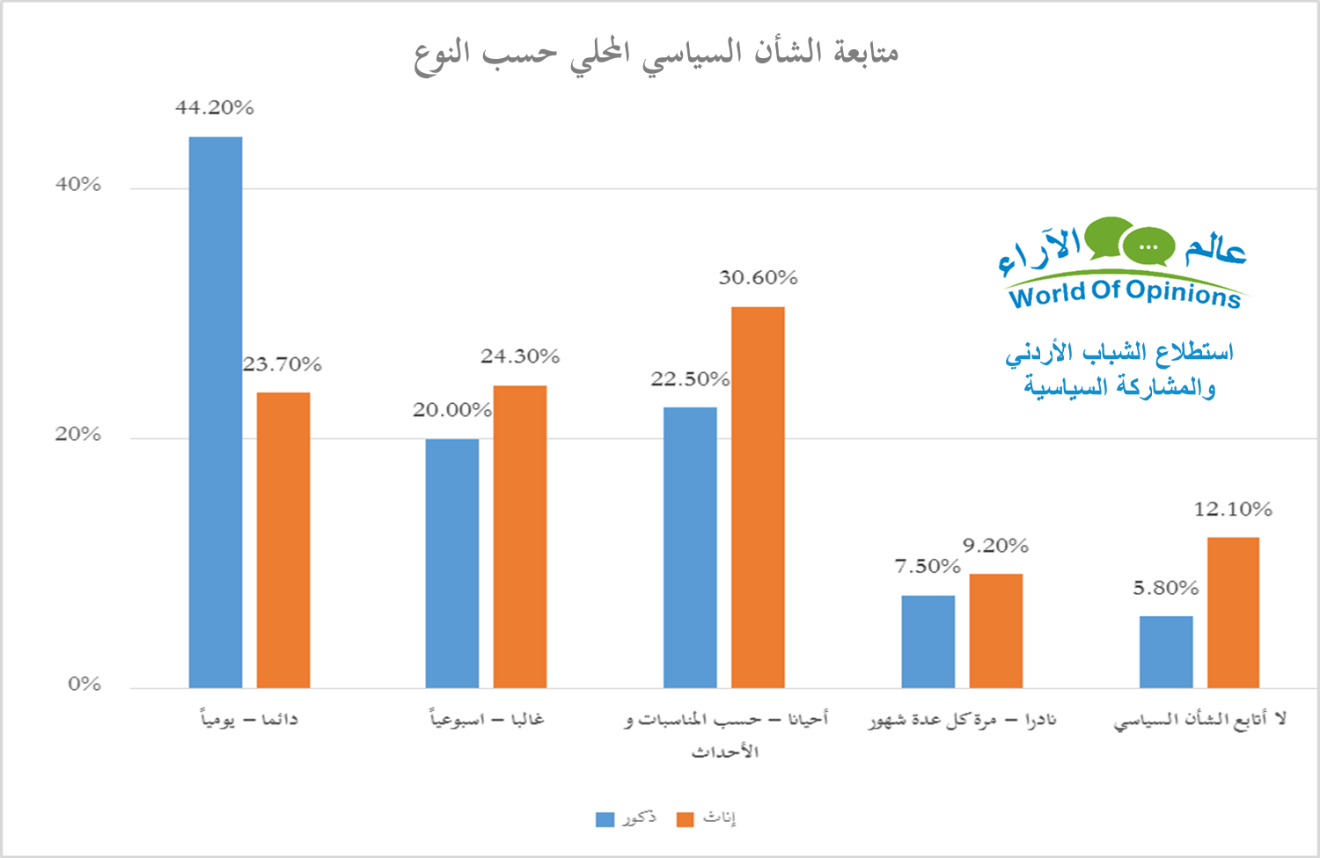 متابعة الشأن السياسي المحلي حسب النوع
44.20%
40%
23.70%
20.00%
24.30%
22.50%
30.60%
7.50%
9.20%
5.80%
12.10%
20%
0%
عالم الآراء
World Of Opinions
استطلاع الشباب الأردني
والمشاركة السياسية
دائما – يومياً
غالبا – اسبوعياً
أحيانا – حسب المناسبات و
الأحداث
نادرا – مرة كل عدة شهور
لا أتابع الشأن السياسي
ذكور
إناث